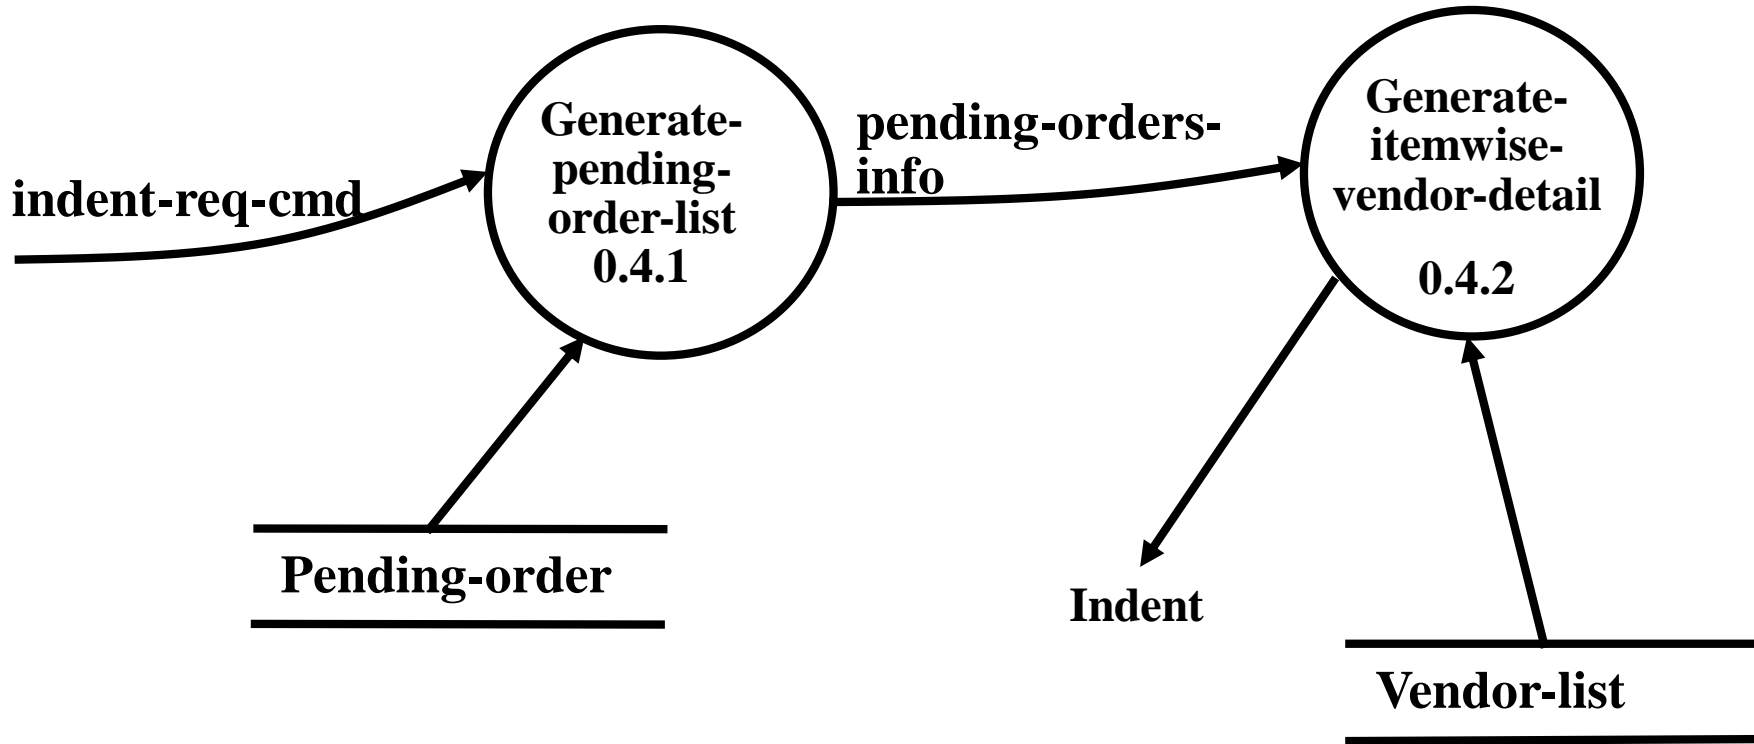 indent-req-cmd
Generate-
pending-
order-list
0.4.1
pending-orders-
info
Generate-
itemwise-
vendor-detail
0.4.2
Pending-order
Indent
Vendor-list